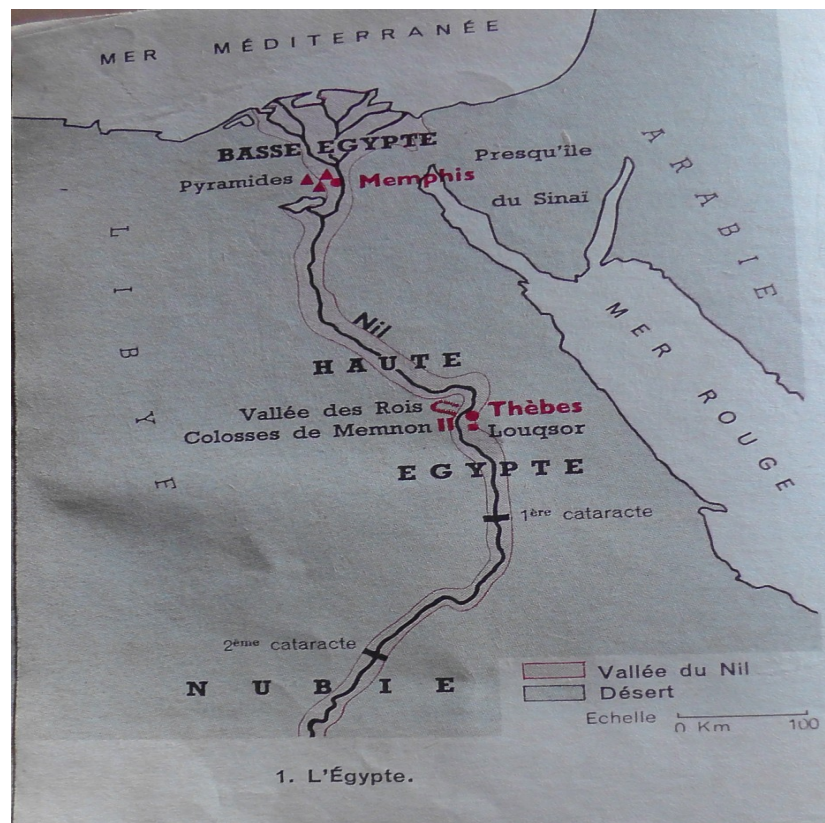 MER MÉDITERRANÉE
BASSE EGYPTE
Pyramides
Memphis
Presqu'île
du Sinaï
ARABIE
LIBYE
MER ROUGE
Nil
HAUTE
Vallée des Rois
Thèbes
Colosses de Memnon
Louqsor
EGYPTE
1ère cataracte
2ème cataracte
NUBIE
Vallée du Nil
Désert
Echelle 0 Km 100
1. L'Égypte.